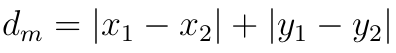 $d_m = |x_1 - x_2| + |y_1 - y_2|$